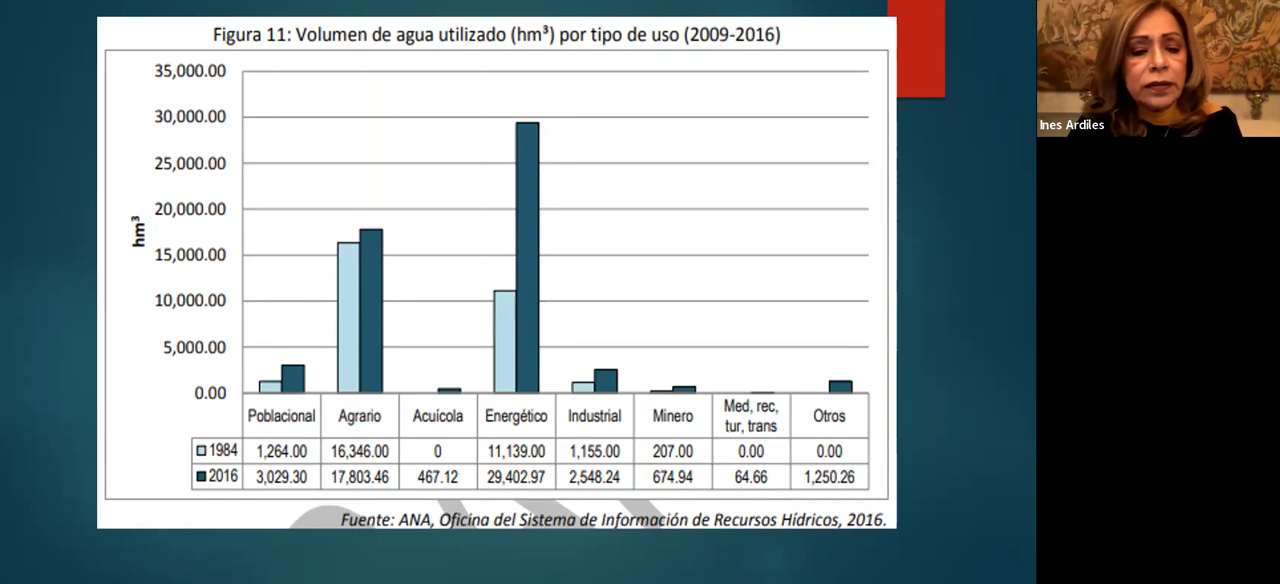 Figura 11: Volumen de agua utilizado (hm³) por tipo de uso (2009-2016)
35,000.00
30,000.00
25,000.00
20,000.00
15,000.00
10,000.00
5,000.00
0.00
hm³
Poblacional Agrario Acuícola Energético Industrial Minero Med, rec, tur, trans Otros
1984 1,264.00 16,346.00 0 11,139.00 1,155.00 207.00 0.00 0.00
2016 3,029.30 17,803.46 467.12 29,402.97 2,548.24 674.94 64.66 1,250.26
Fuente: ANA, Oficina del Sistema de Información de Recursos Hídricos, 2016.
Ines Ardiles